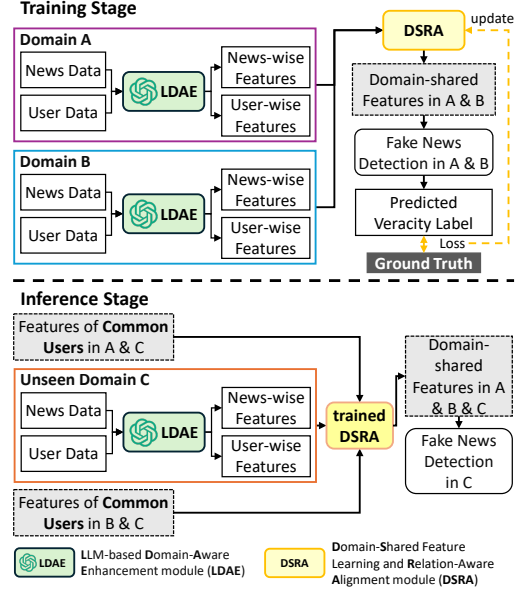 Training Stage
Domain A
News Data
User Data
LDAE
News-wise
Features
User-wise
Features
Domain B
News Data
User Data
LDAE
News-wise
Features
User-wise
Features
DSRA
update
Domain-shared
Features in A & B
Fake News
Detection in A & B
Predicted
Veracity Label
Loss
Ground Truth
Inference Stage
Features of Common
Users in A & C
Unseen Domain C
News Data
User Data
LDAE
News-wise
Features
User-wise
Features
Features of Common
Users in B & C
trained
DSRA
Domain-
shared
Features in A
& B & C
Fake News
Detection
in C
LDAE
LLM-based Domain-Aware
Enhancement module (LDAE)
DSRA
Domain-Shared Feature
Learning and Relation-Aware
Alignment module (DSRA)